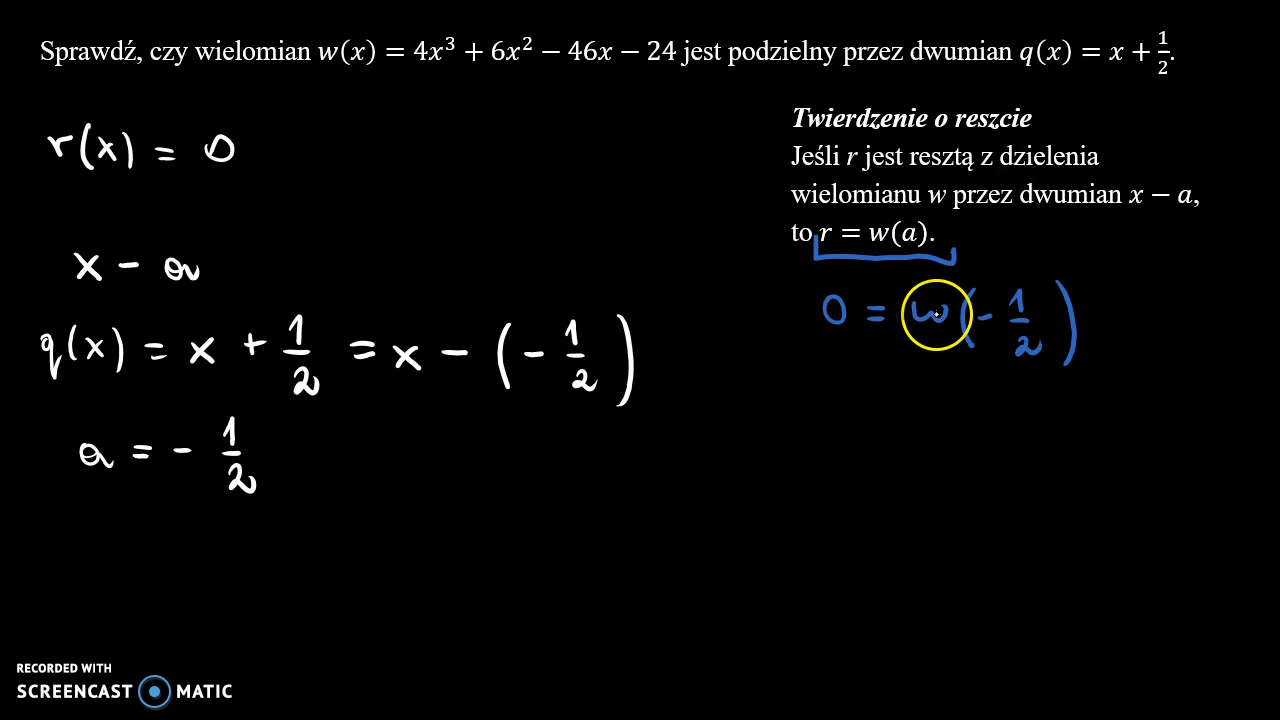 Sprawdź, czy wielomian w(x) = 4x³ + 6x² − 46x − 24 jest podzielny przez dwumian q(x) = x + 1/2.
r(x) = 0
x - a
q(x) = x + 1/2 = x - (- 1/2)
a = - 1/2
Twierdzenie o reszcie
Jeśli r jest resztą z dzielenia
wielomianu w przez dwumian x − a,
to r = w(a).
0 = w(- 1/2)
RECORDED WITH
SCREENCAST MATIC